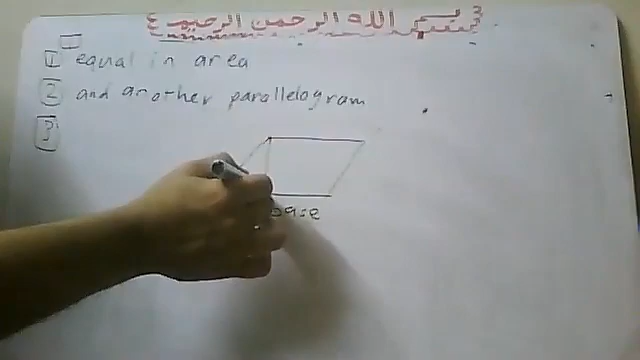 بسم الله الرحمن الرحيم
1 equal in area
2 and another parallelogram
3
base